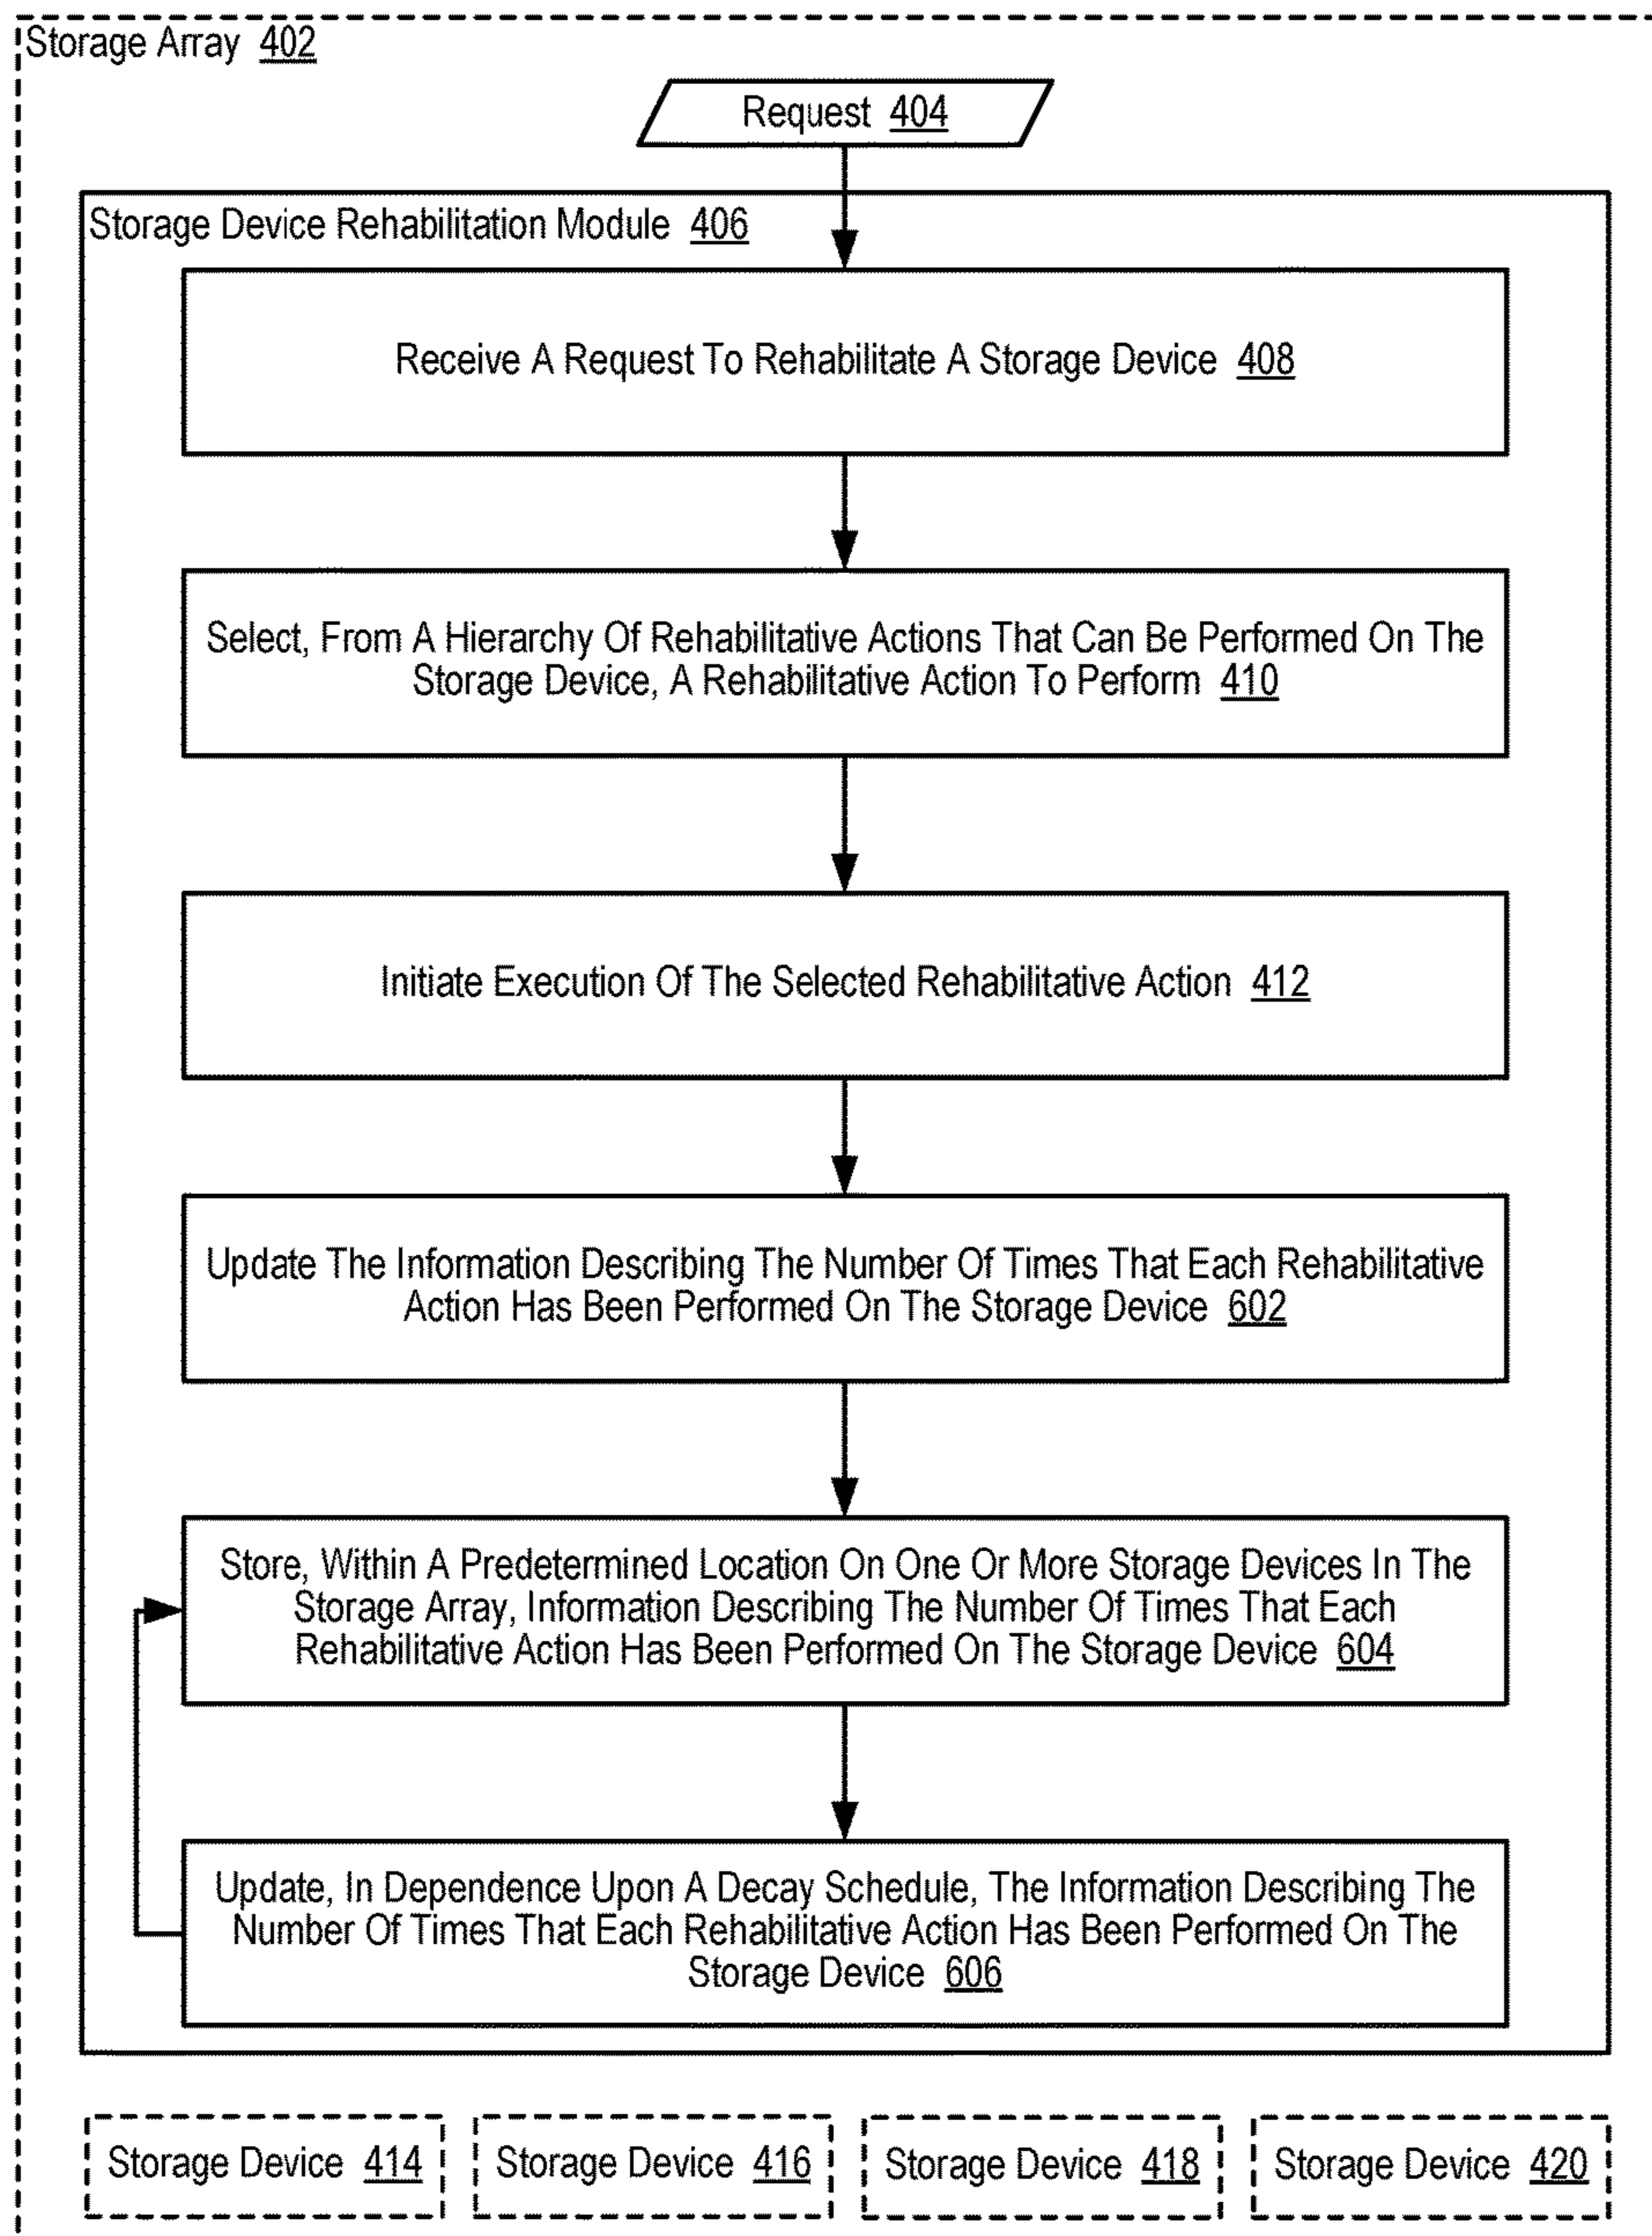 Storage Array 402
Request 404
Storage Device Rehabilitation Module 406
Receive A Request To Rehabilitate A Storage Device 408
Select, From A Hierarchy Of Rehabilitative Actions That Can Be Performed On The
Storage Device, A Rehabilitative Action To Perform 410
Initiate Execution Of The Selected Rehabilitative Action 412
Update The Information Describing The Number Of Times That Each Rehabilitative
Action Has Been Performed On The Storage Device 602
Store, Within A Predetermined Location On One Or More Storage Devices In The
Storage Array, Information Describing The Number Of Times That Each
Rehabilitative Action Has Been Performed On The Storage Device 604
Update, In Dependence Upon A Decay Schedule, The Information Describing The
Number Of Times That Each Rehabilitative Action Has Been Performed On The
Storage Device 606
Storage Device 414
Storage Device 416
Storage Device 418
Storage Device 420